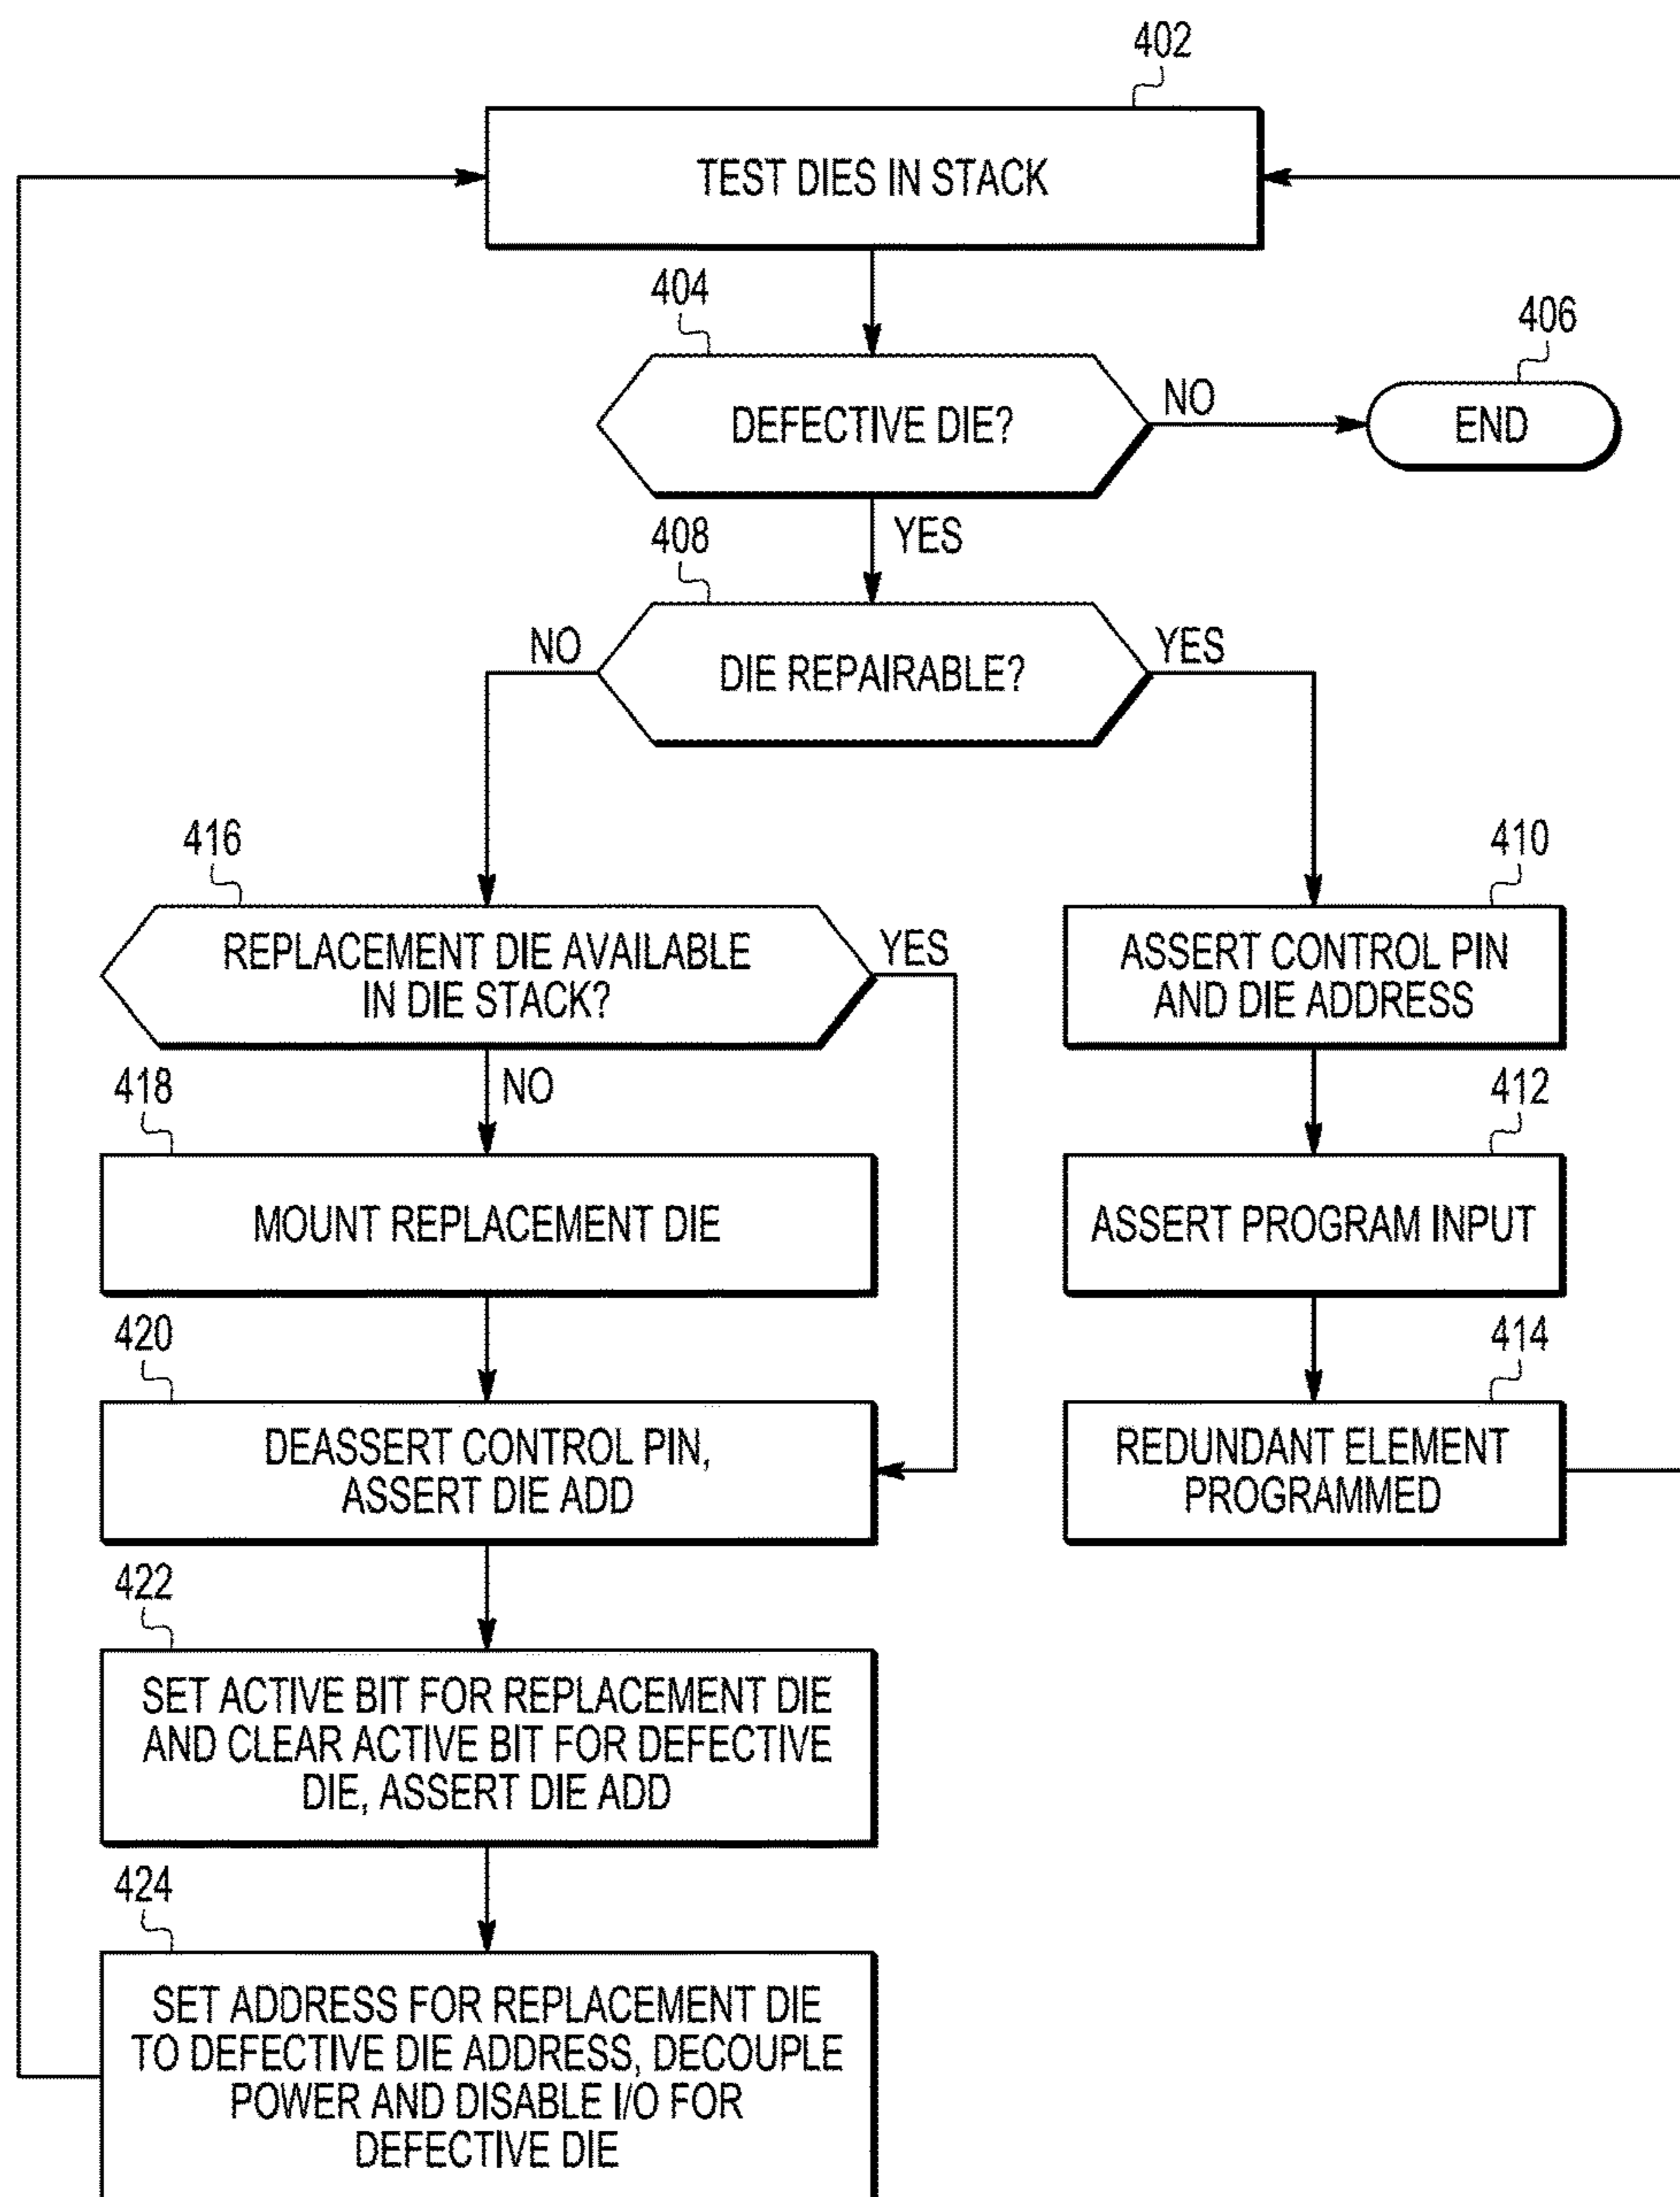 402
TEST DIES IN STACK
404
DEFECTIVE DIE?
NO
406
END
YES
408
DIE REPAIRABLE?
NO
YES
416
REPLACEMENT DIE AVAILABLE
IN DIE STACK?
YES
NO
410
ASSERT CONTROL PIN
AND DIE ADDRESS
418
MOUNT REPLACEMENT DIE
412
ASSERT PROGRAM INPUT
420
DEASSERT CONTROL PIN,
ASSERT DIE ADD
414
REDUNDANT ELEMENT
PROGRAMMED
422
SET ACTIVE BIT FOR REPLACEMENT DIE
AND CLEAR ACTIVE BIT FOR DEFECTIVE
DIE, ASSERT DIE ADD
424
SET ADDRESS FOR REPLACEMENT DIE
TO DEFECTIVE DIE ADDRESS, DECOUPLE
POWER AND DISABLE I/O FOR
DEFECTIVE DIE